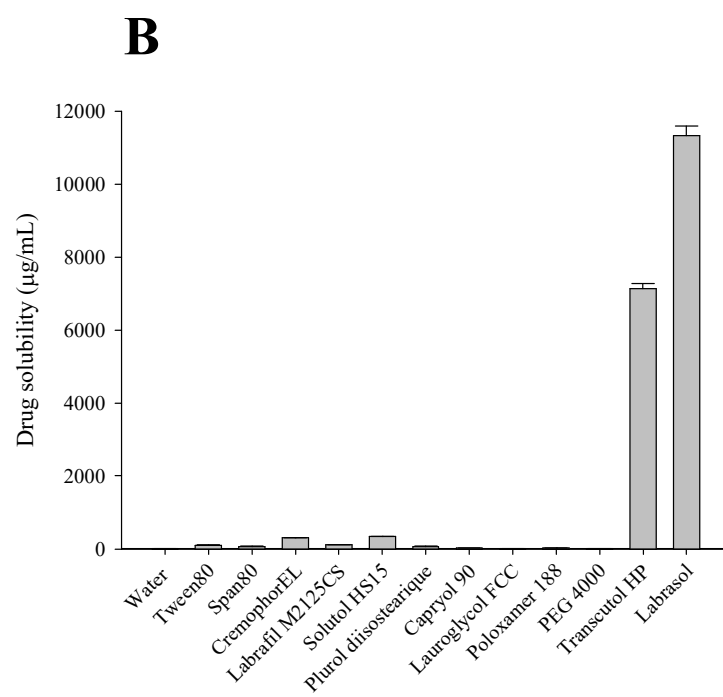 B
12000
10000
8000
6000
4000
2000
0
Drug solubility (μg/mL)
Water
Tween80
Span80
CremophorEL
Labrafil M2125CS
Solutol HS15
Plurol diisostearique
Capryol 90
Lauroglycol FCC
Poloxamer 188
PEG 4000
Transcutol HP
Labrasol